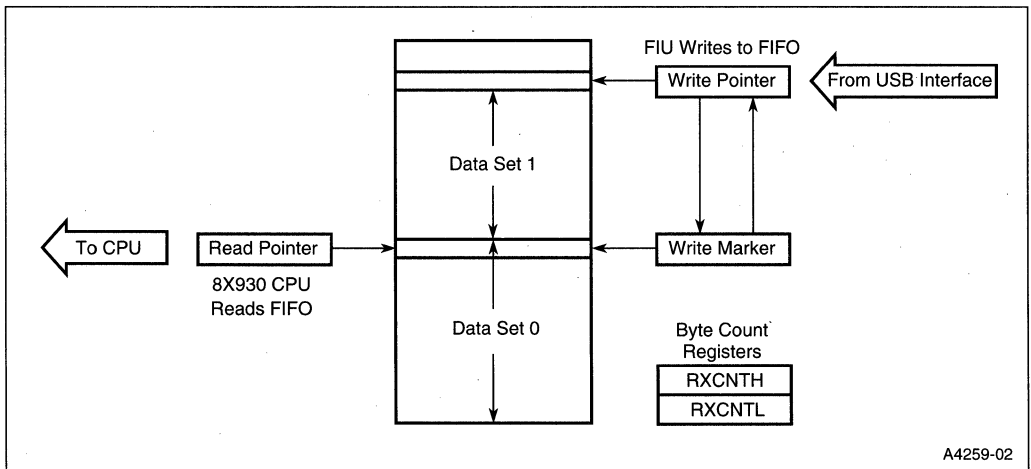 FIU Writes to FIFO
Write Pointer
From USB Interface
Data Set 1
To CPU
Read Pointer
Write Marker
8X930 CPU
Reads FIFO
Data Set 0
Byte Count
Registers
RXCNTH
RXCNTL
A4259-02